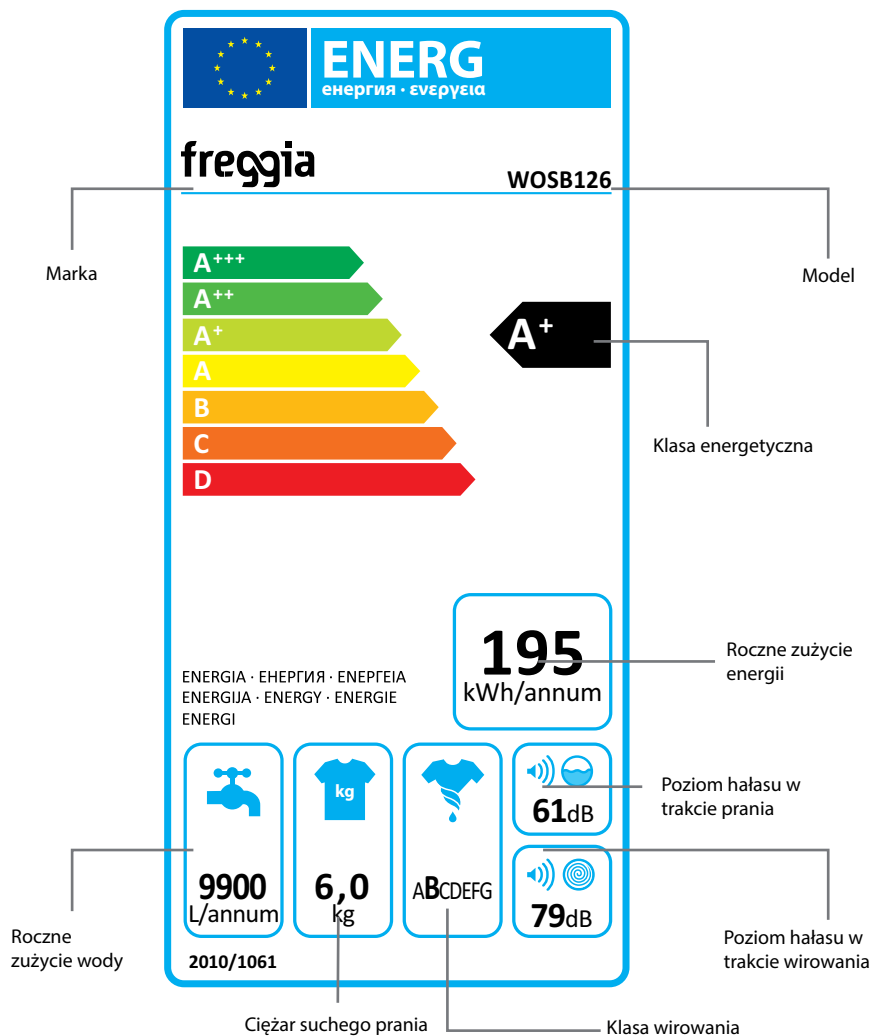 ENERG
енергия · ενεργεια
freggia
WOSB126
Marka
Model
A+++
A++
A+
A
B
C
D
A+
Klasa energetyczna
195
kWh/annum
Roczne zużycie
energii
ENERGIA · ЕНЕРГИЯ · ΕΝΕΡΓΕΙΑ
ENERGIJA · ENERGY · ENERGIE
ENERGI
kg
61dB
Poziom hałasu w
trakcie prania
9900
L/annum
6,0
kg
ABCDEFG
79dB
Roczne
zużycie wody
Poziom hałasu w
trakcie wirowania
2010/1061
Ciężar suchego prania
Klasa wirowania